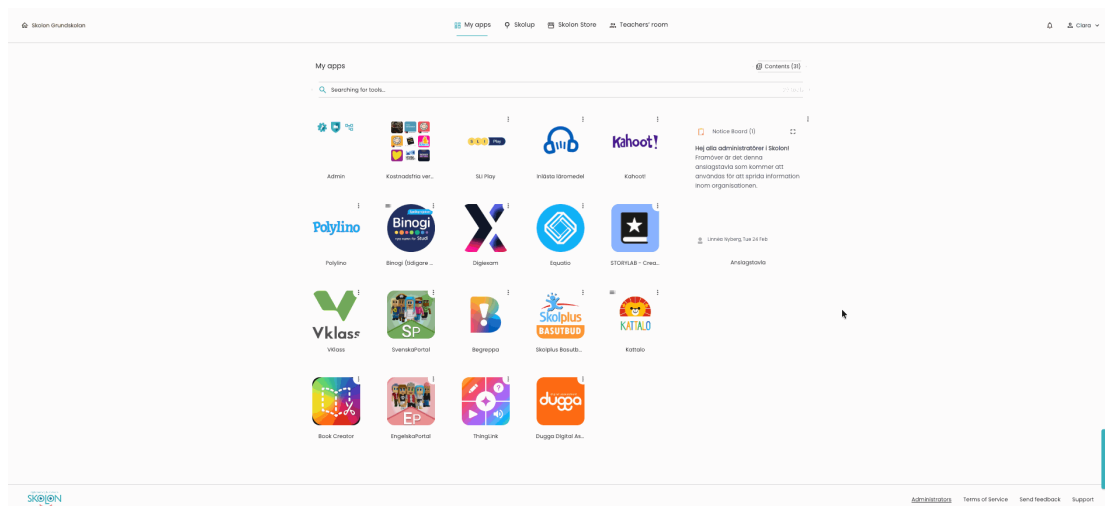 Skolon Grundskolan
My apps
Skolup
Skolon Store
Teachers' room
Clara
My apps
Contents (31)
Searching for tools...
Notice Board (1)
Hej alla administratörer i Skolon!
Framöver är det denna
anslagstavla som kommer att
användas för att sprida information
inom organisationen.
Linnea Nyberg, Tue 24 Feb
Anslagstavla
SLI Play
Kahoot!
Admin
Kostnadsfria ver...
SLI Play
Inlästa läromedel
Kahoot!
Polylino
Binogi
Studi
Polylino
Binogi (tidigare ...
Digiexam
Equatio
STORYLAB - Crea...
Vklass
SP
Skolplus
BASUTBUD
KATTALO
Vklass
SvenskaPortal
Begreppa
Skolplus Basutb...
Kattalo
EP
dugga
Book Creator
EngelskaPortal
ThingLink
Dugga Digital As...
SKOLON
Administrators
Terms of Service
Send feedback
Support